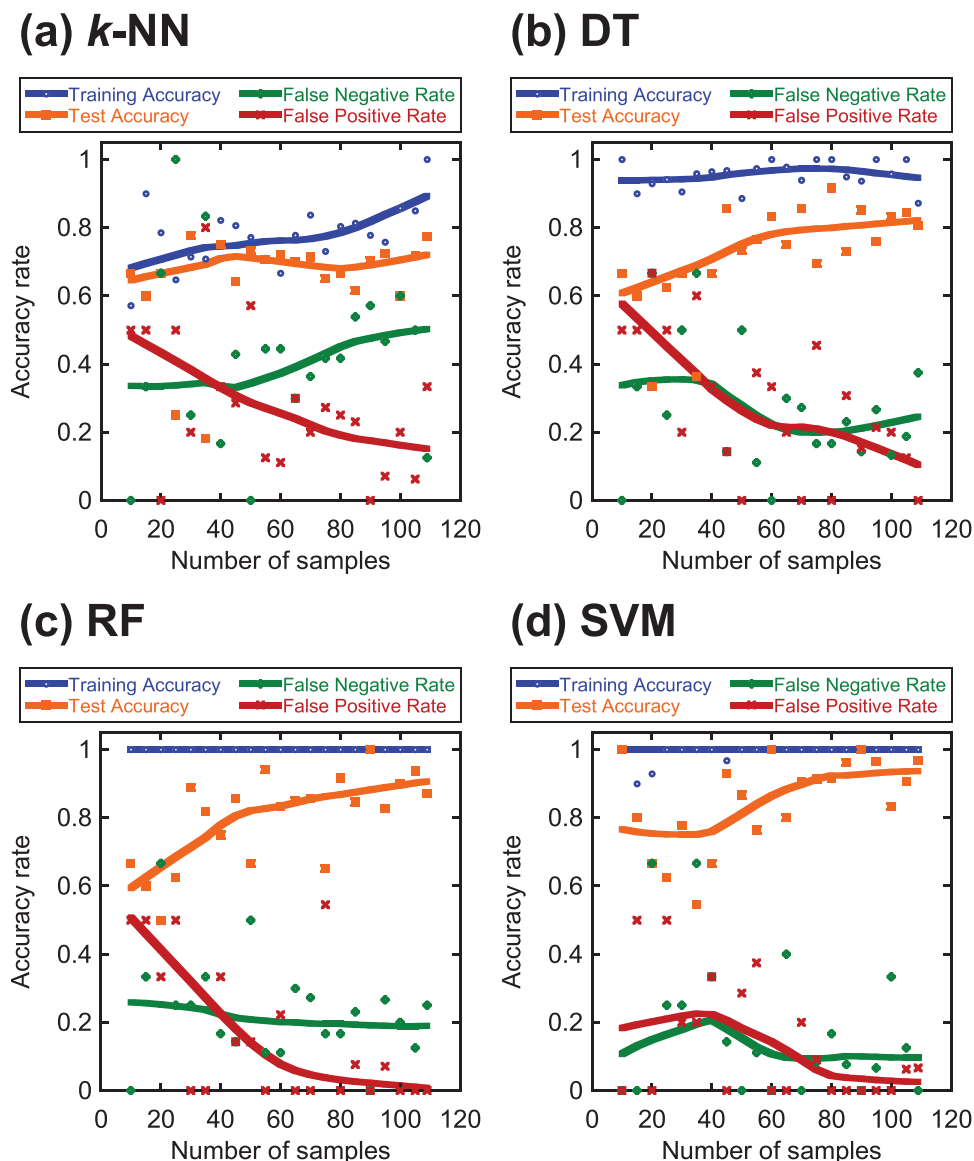 (a) k-NN
Training Accuracy False Negative Rate
Test Accuracy False Positive Rate
1
0.8
0.6
0.4
0.2
0
Accuracy rate
0 20 40 60 80 100 120
Number of samples
(b) DT
Training Accuracy False Negative Rate
Test Accuracy False Positive Rate
1
0.8
0.6
0.4
0.2
0
Accuracy rate
0 20 40 60 80 100 120
Number of samples
(c) RF
Training Accuracy False Negative Rate
Test Accuracy False Positive Rate
1
0.8
0.6
0.4
0.2
0
Accuracy rate
0 20 40 60 80 100 120
Number of samples
(d) SVM
Training Accuracy False Negative Rate
Test Accuracy False Positive Rate
1
0.8
0.6
0.4
0.2
0
Accuracy rate
0 20 40 60 80 100 120
Number of samples